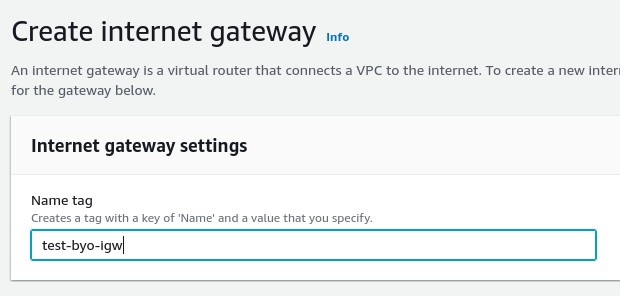 Create internet gateway Info
An internet gateway is a virtual router that connects a VPC to the internet. To create a new
for the gateway below.
Internet gateway settings
Name tag
Creates a tag with a key of 'Name' and a value that you specify.
test-byo-igw